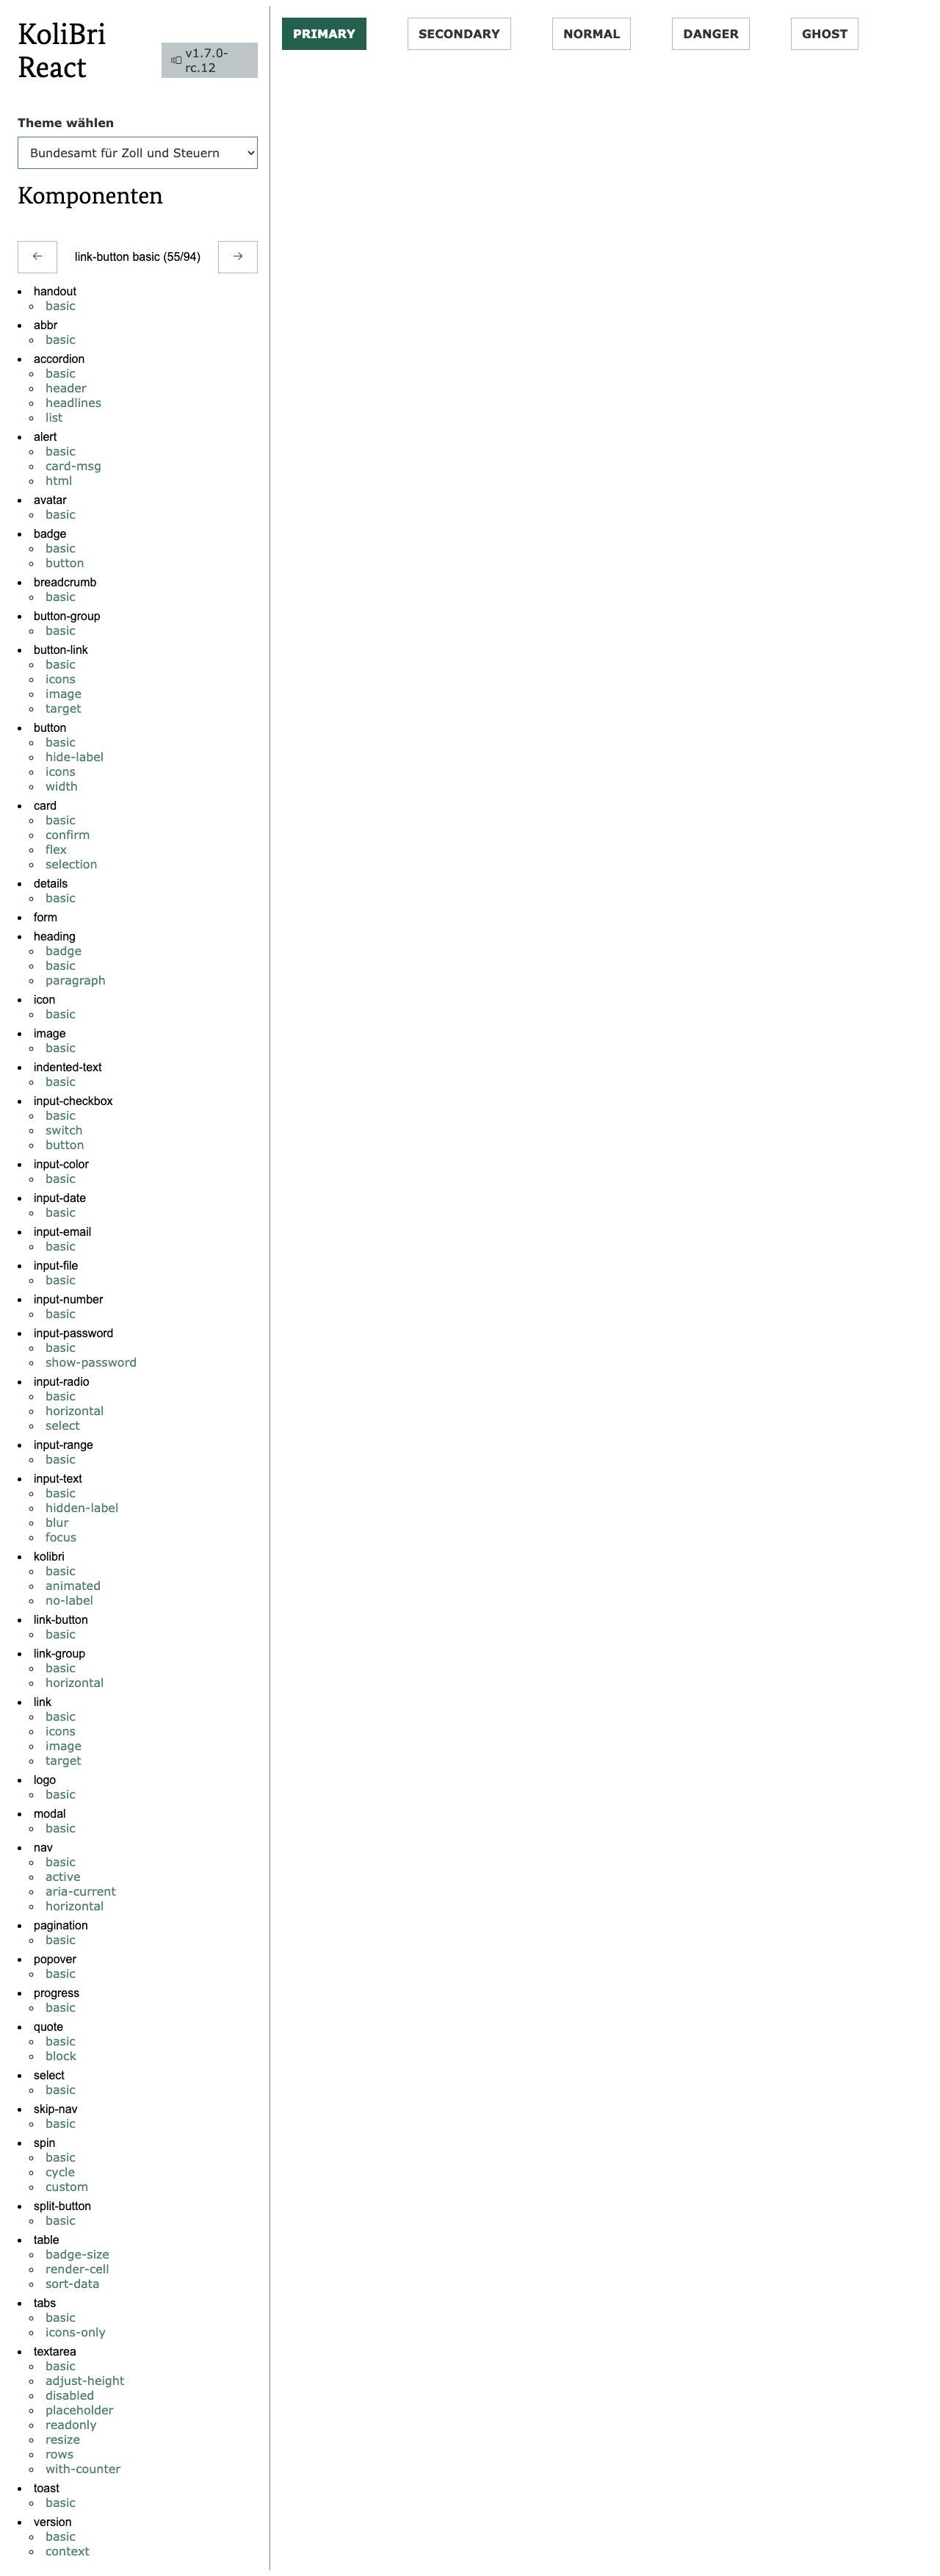 KoliBri
React
v1.7.0-
rc.12
Theme wählen
Bundesamt für Zoll und Steuern
Komponenten
← link-button basic (55/94) →
handout
basic
abbr
basic
accordion
basic
header
headlines
list
alert
basic
card-msg
html
avatar
basic
badge
basic
button
breadcrumb
basic
button-group
basic
button-link
basic
icons
image
target
button
basic
hide-label
icons
width
card
basic
confirm
flex
selection
details
basic
form
heading
badge
basic
paragraph
icon
basic
image
basic
indented-text
basic
input-checkbox
basic
switch
button
input-color
basic
input-date
basic
input-email
basic
input-file
basic
input-number
basic
input-password
basic
show-password
input-radio
basic
horizontal
select
input-range
basic
input-text
basic
hidden-label
blur
focus
kolibri
basic
animated
no-label
link-button
basic
link-group
basic
horizontal
link
basic
icons
image
target
logo
basic
modal
basic
nav
basic
active
aria-current
horizontal
pagination
basic
popover
basic
progress
basic
quote
basic
block
select
basic
skip-nav
basic
spin
basic
cycle
custom
split-button
basic
table
badge-size
render-cell
sort-data
tabs
basic
icons-only
textarea
basic
adjust-height
disabled
placeholder
readonly
resize
rows
with-counter
toast
basic
version
basic
context
PRIMARY SECONDARY NORMAL DANGER GHOST